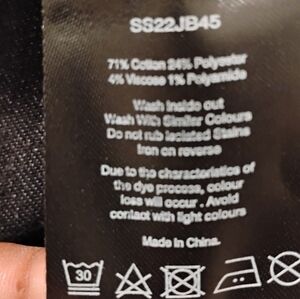 SS22JB45
71% Cotton 24% Polyester
4% Viscose 1% Polyamide
Wash Inside out
Wash With Similar Colours
Do not rub Isolated Stains
Iron on reverse
Due to the characteristics of
the dye process, colour
loss will occur . Avoid
contact with light colours
Made In China.
30